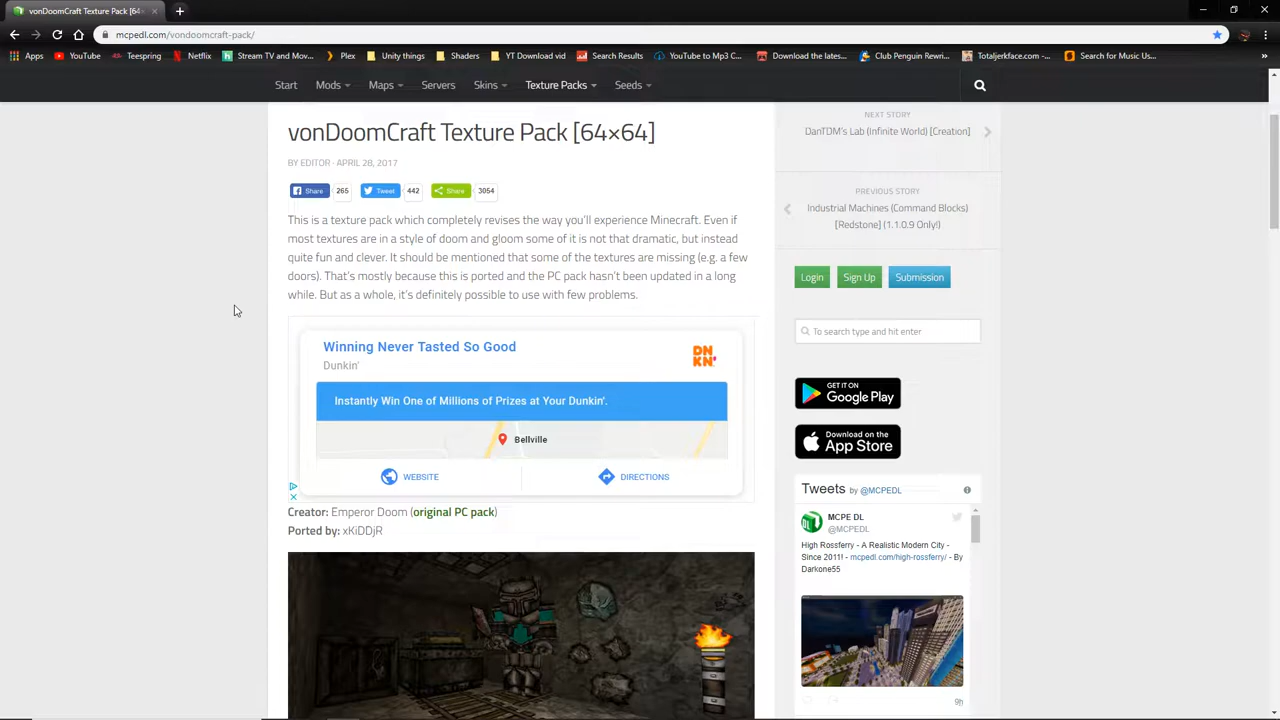 vonDoomCraft Texture Pack [64×
mcpedl.com/vondoomcraft-pack/
Apps YouTube Teespring Netflix Stream TV and Mov... Plex Unity things Shaders YT Download vid Search Results YouTube to Mp3 C... Download the lates... Club Penguin Rewri... Totaljerkface.com -... Search for Music Us... »
Start Mods Maps Servers Skins Texture Packs Seeds
vonDoomCraft Texture Pack [64×64]
BY EDITOR · APRIL 28, 2017
Share 265 Tweet 442 Share 3054
This is a texture pack which completely revises the way you'll experience Minecraft. Even if
most textures are in a style of doom and gloom some of it is not that dramatic, but instead
quite fun and clever. It should be mentioned that some of the textures are missing (e.g. a few
doors). That's mostly because this is ported and the PC pack hasn't been updated in a long
while. But as a whole, it's definitely possible to use with few problems.
Winning Never Tasted So Good
Dunkin'
DN
KN'
Instantly Win One of Millions of Prizes at Your Dunkin'.
Bellville
WEBSITE DIRECTIONS
Creator: Emperor Doom (original PC pack)
Ported by: xKiDDjR
NEXT STORY
DanTDM's Lab (Infinite World) [Creation]
PREVIOUS STORY
Industrial Machines (Command Blocks)
[Redstone] (1.1.0.9 Only!)
Login Sign Up Submission
To search type and hit enter
GET IT ON
Google Play
Download on the
App Store
Tweets by @MCPEDL
MCPE DL
@MCPEDL
High Rossferry - A Realistic Modern City -
Since 2011! - mcpedl.com/high-rossferry/ - By
Darkone55
9h